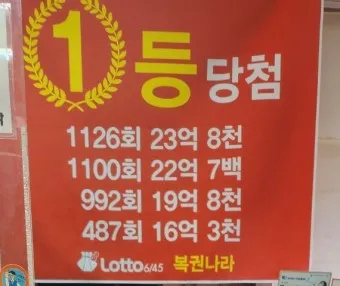 1등 당첨
1126회 23억 8천
1100회 22억 7백
992회 19억 8천
487회 16억 3천
Lotto 6/45 복권나라